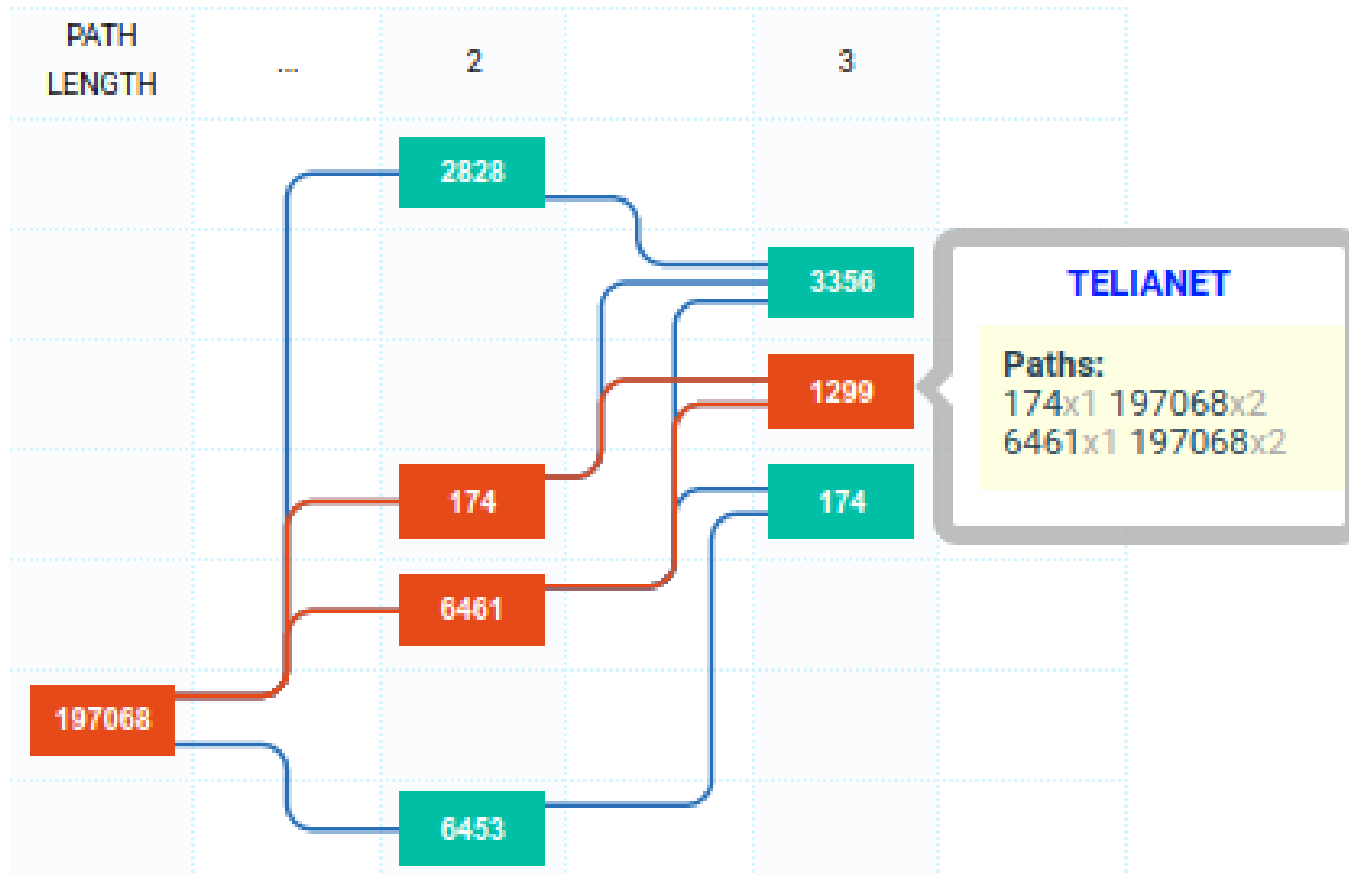 PATH
LENGTH
...
2
3
2828
3356
TELIANET
Paths:
174x1 197068x2
6461x1 197068x2
1299
174
174
6461
197068
6453